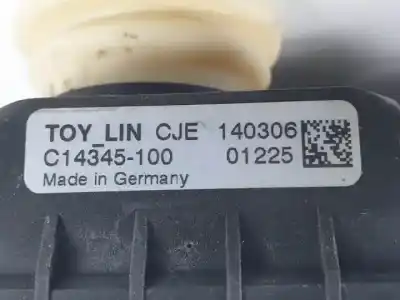 TOY_LIN CJE 140306
C14345-100 01225
Made in Germany